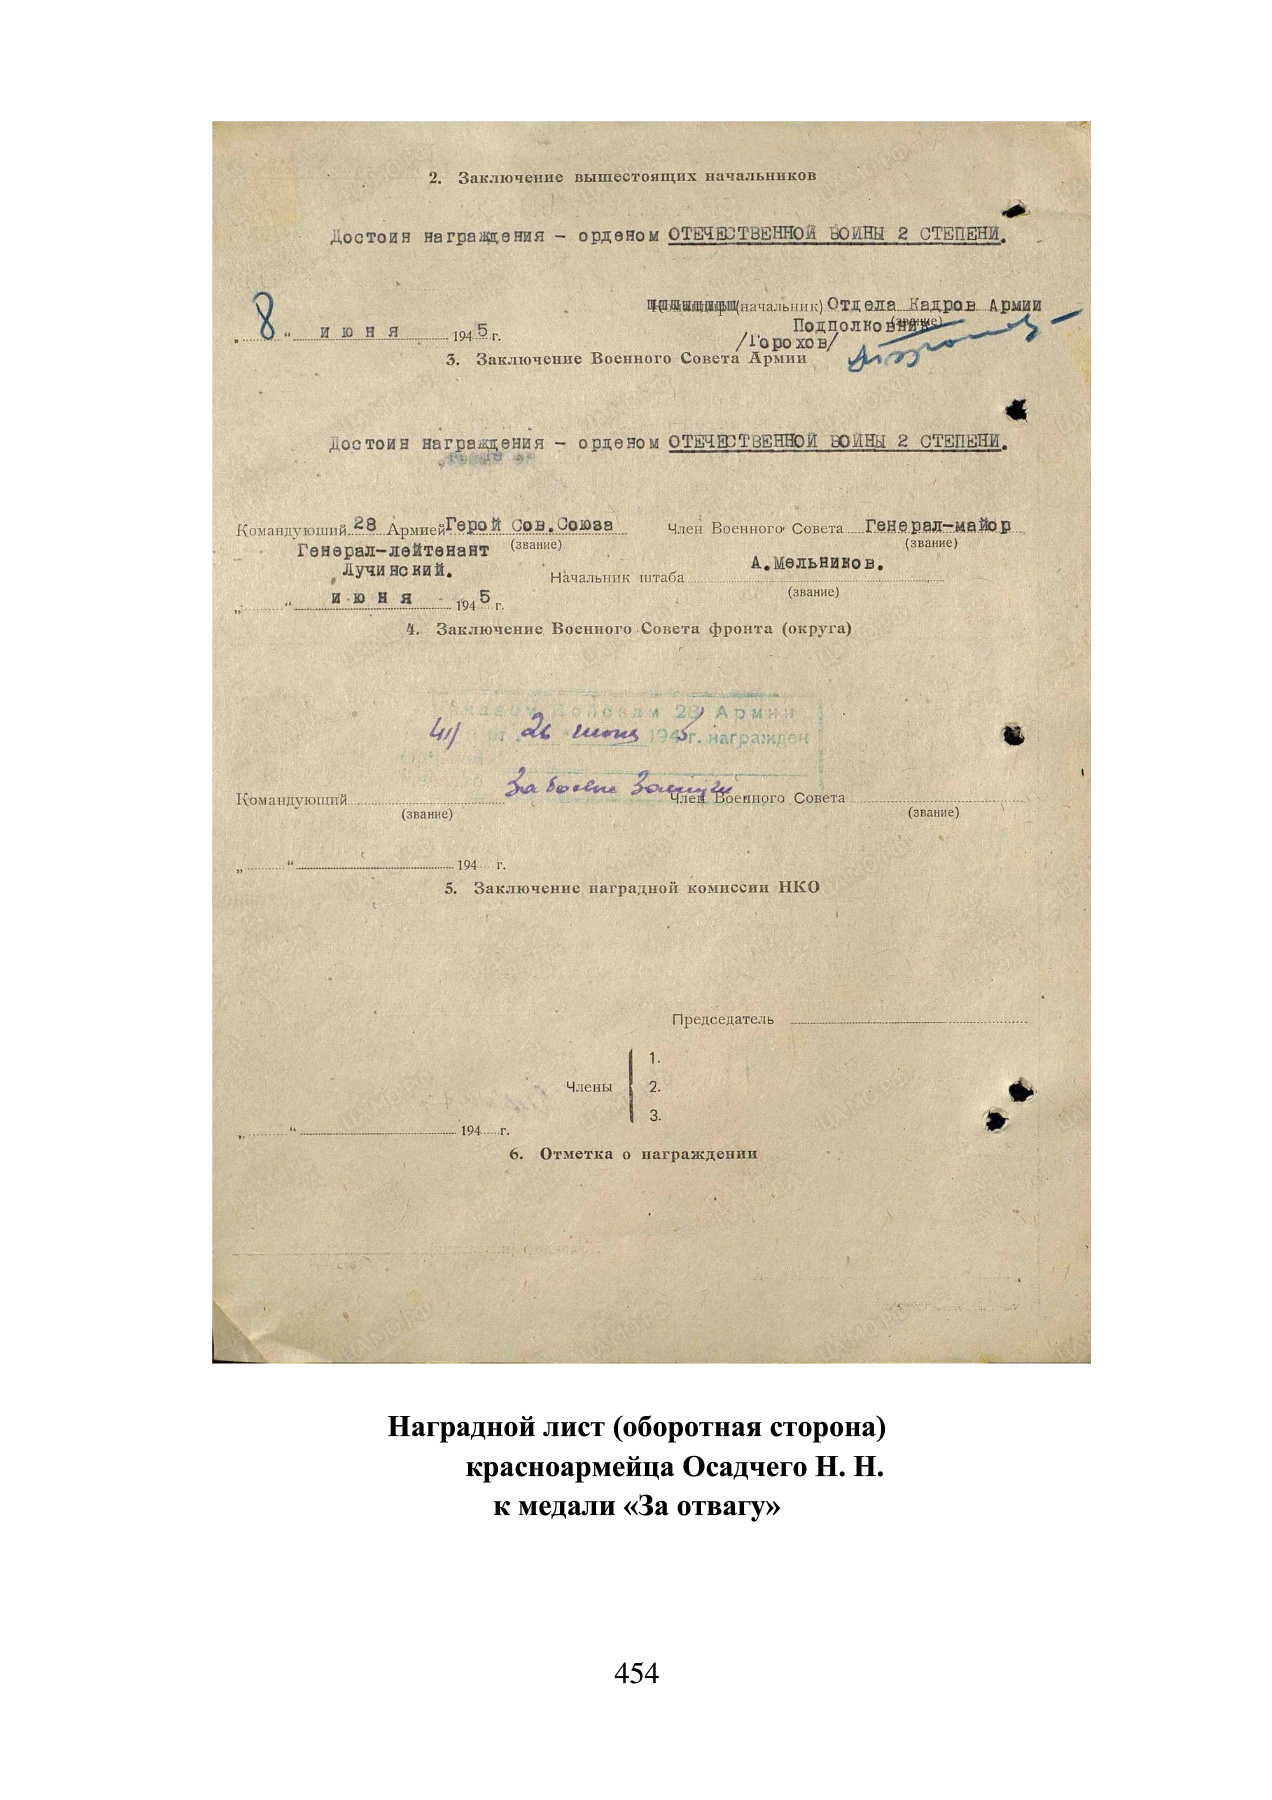 2. Заключение вышестоящих начальников
Достоин награждения – орденом ОТЕЧЕСТВЕННОЙ ВОЙНЫ 2 СТЕПЕНИ.
(начальник) Отдела Кадров Армии
Подполковник
(звание)
„ 8 “ июня 1945 г.
/Горохов/
3. Заключение Военного Совета Армии
Достоин награждения – орденом ОТЕЧЕСТВЕННОЙ ВОЙНЫ 2 СТЕПЕНИ.
Командующий 28 Армией Герой Сов.Союза Член Военного Совета Генерал-майор
(звание) (звание)
Генерал-лейтенант
Лучинский. А.Мельников.
Начальник штаба
(звание)
„ “ июня 1945 г.
4. Заключение Военного Совета фронта (округа)
Войскам 28 Армии
41/ 26 июня 1945 г. награжден
За боевые заслуги
Командующий Член Военного Совета
(звание) (звание)
„ “ 194 г.
5. Заключение наградной комиссии НКО
Председатель
1.
Члены 2.
3.
„ “ 194 г.
6. Отметка о награждении
Наградной лист (оборотная сторона)
красноармейца Осадчего Н. Н.
к медали «За отвагу»
454